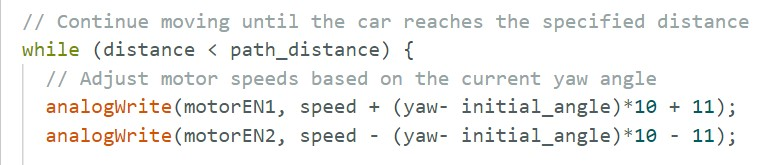 // Continue moving until the car reaches the specified distance
while (distance < path_distance) {
// Adjust motor speeds based on the current yaw angle
analogWrite(motorEN1, speed + (yaw- initial_angle)*10 + 11);
analogWrite(motorEN2, speed - (yaw- initial_angle)*10 - 11);